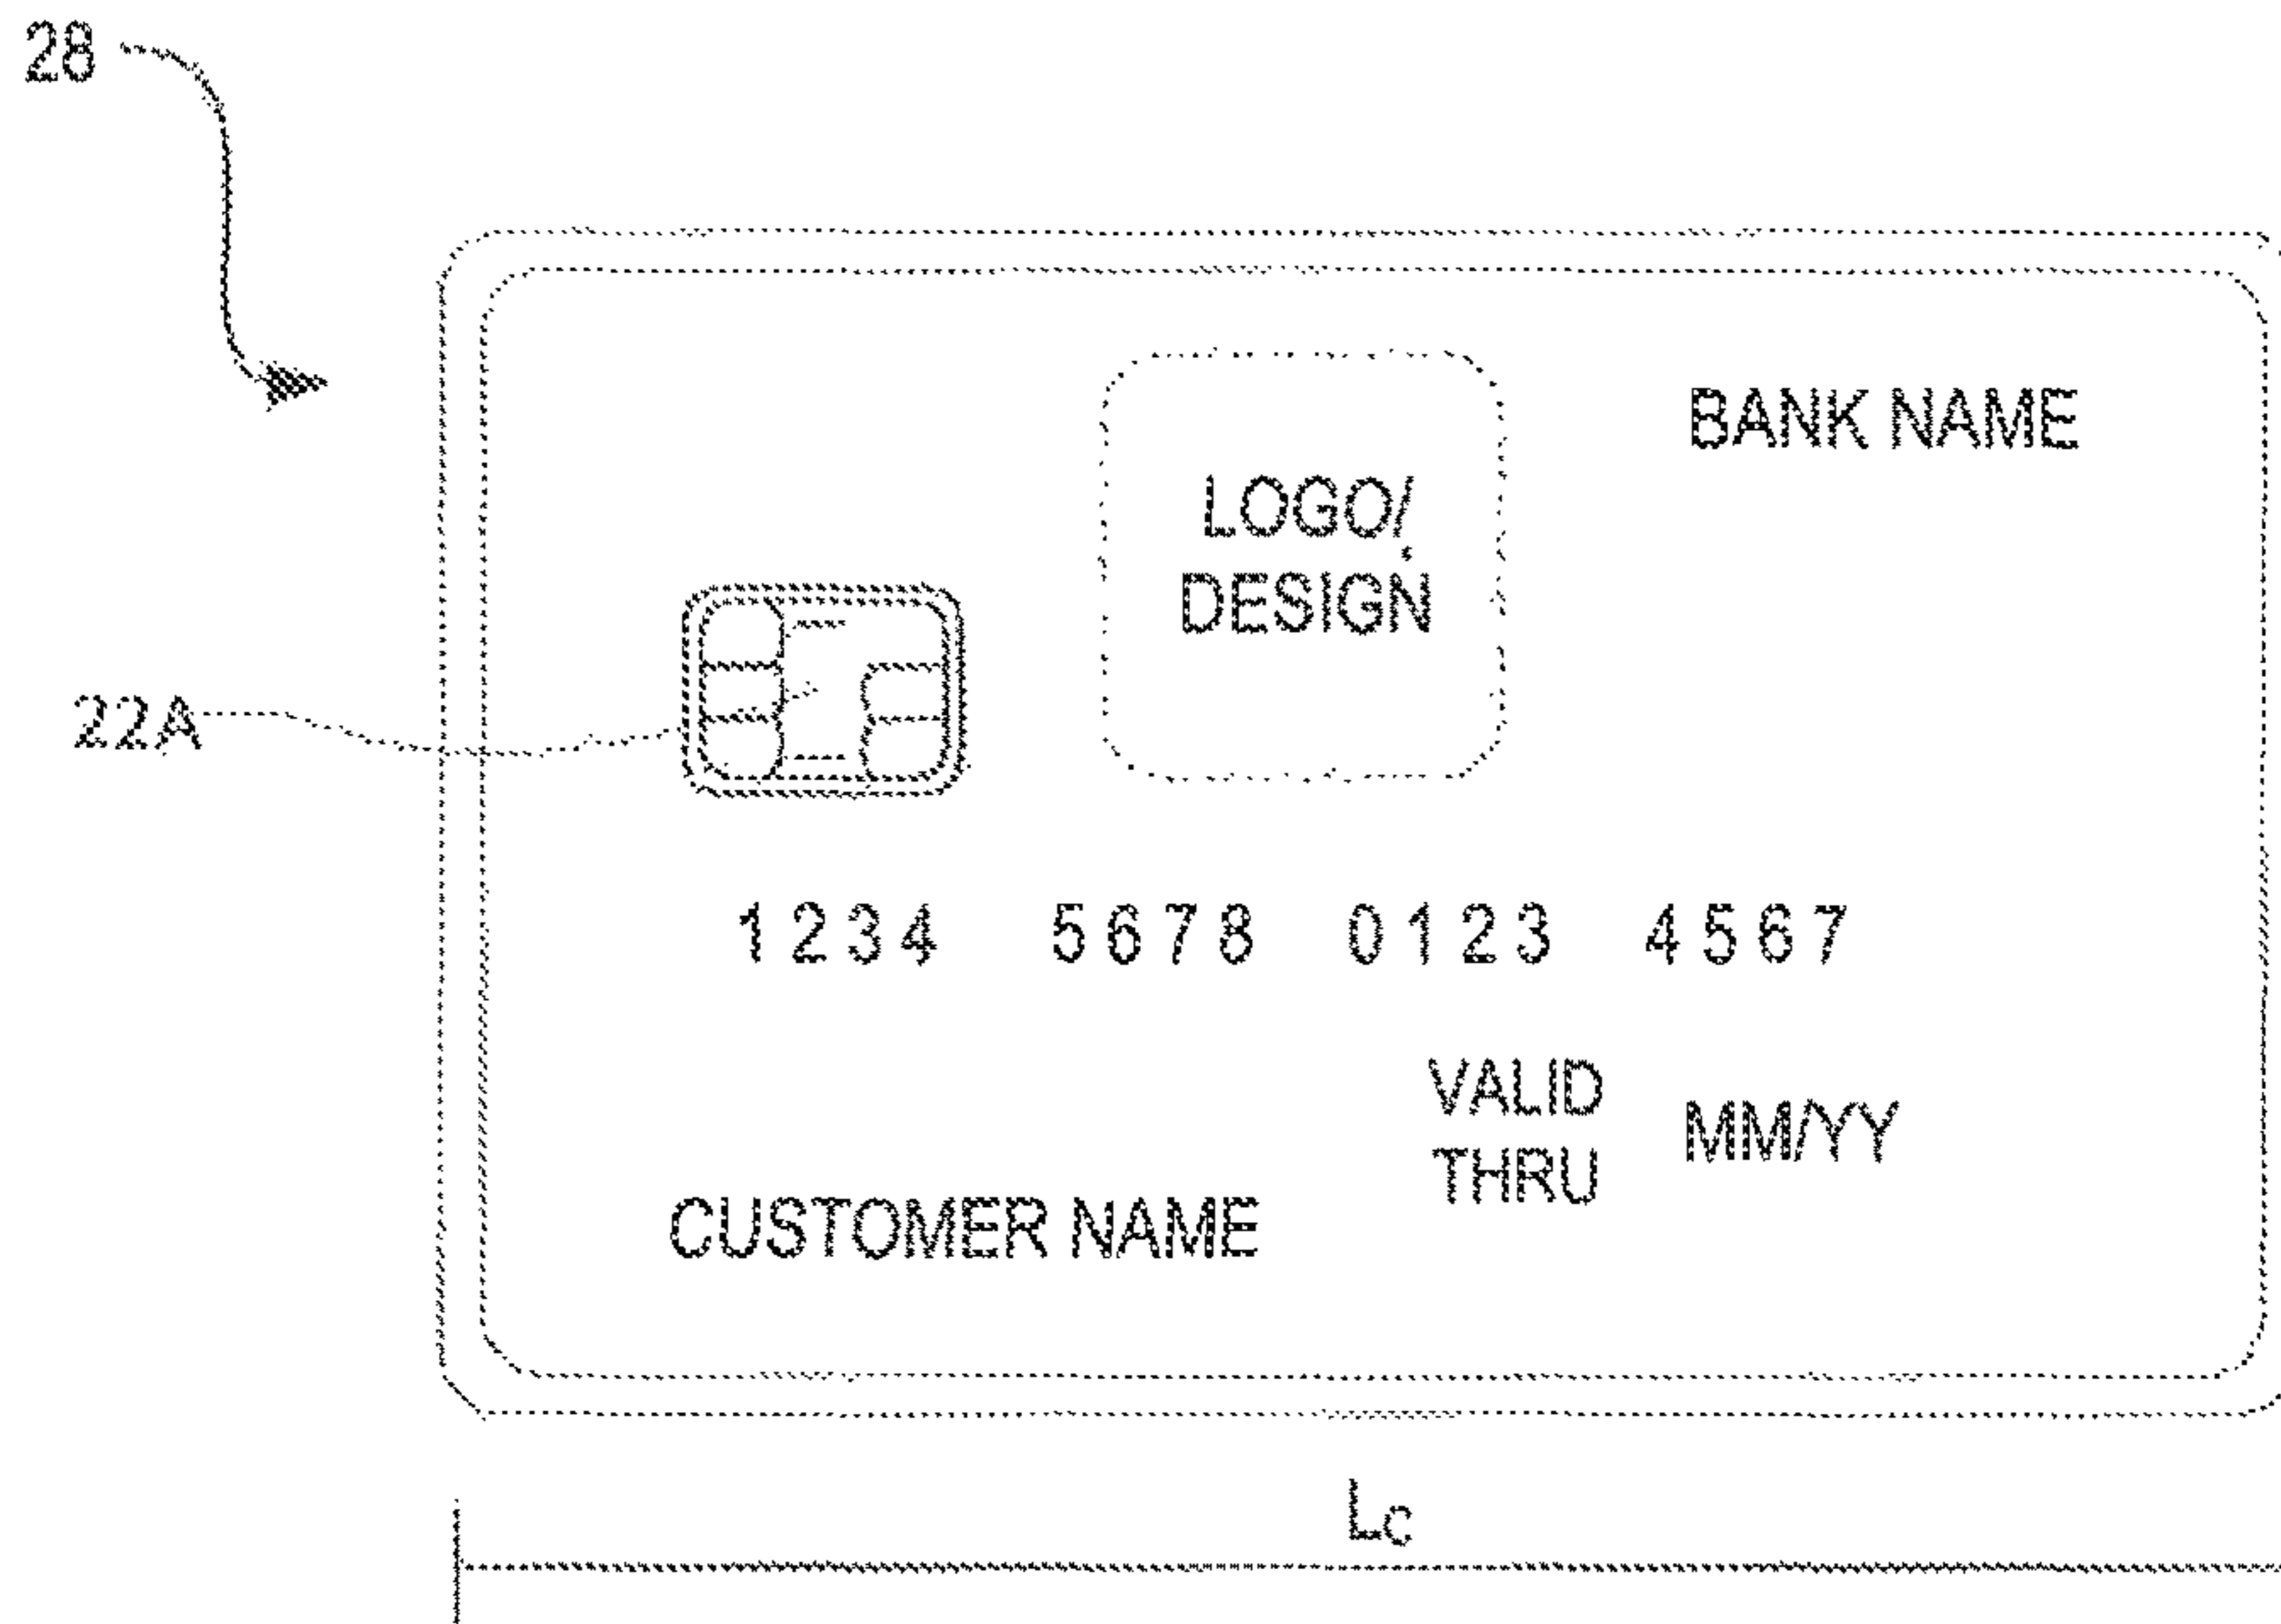 28
BANK NAME
LOGO/
DESIGN
22A
1234 5678 0123 4567
VALID
THRU
MM/YY
CUSTOMER NAME
Lc